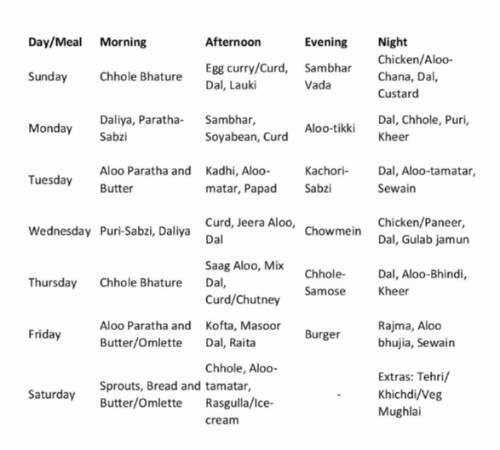 Day/Meal Morning Afternoon Evening Night
Sunday Chhole Bhature Egg curry/Curd, Dal, Lauki Sambhar Vada Chicken/Aloo-Chana, Dal, Custard
Monday Daliya, Paratha-Sabzi Sambhar, Soyabean, Curd Aloo-tikki Dal, Chhole, Puri, Kheer
Tuesday Aloo Paratha and Butter Kadhi, Aloo-matar, Papad Kachori-Sabzi Dal, Aloo-tamatar, Sewain
Wednesday Puri-Sabzi, Daliya Curd, Jeera Aloo, Dal Chowmein Chicken/Paneer, Dal, Gulab jamun
Thursday Chhole Bhature Saag Aloo, Mix Dal, Curd/Chutney Chhole-Samose Dal, Aloo-Bhindi, Kheer
Friday Aloo Paratha and Butter/Omlette Kofta, Masoor Dal, Raita Burger Rajma, Aloo bhujia, Sewain
Saturday Sprouts, Bread and Butter/Omlette Chhole, Aloo-tamatar, Rasgulla/Ice-cream - Extras: Tehri/Khichdi/Veg Mughlai